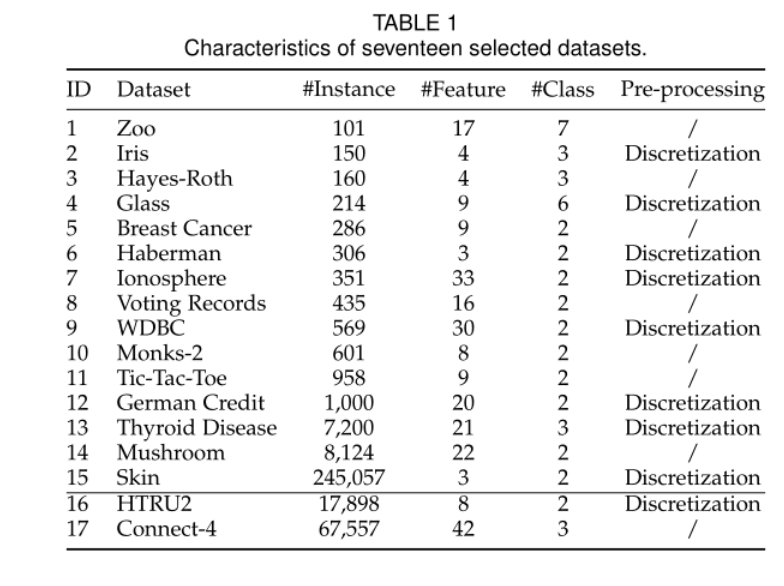 TABLE 1
Characteristics of seventeen selected datasets.
ID Dataset #Instance #Feature #Class Pre-processing
1 Zoo 101 17 7 /
2 Iris 150 4 3 Discretization
3 Hayes-Roth 160 4 3 /
4 Glass 214 9 6 Discretization
5 Breast Cancer 286 9 2 /
6 Haberman 306 3 2 Discretization
7 Ionosphere 351 33 2 Discretization
8 Voting Records 435 16 2 /
9 WDBC 569 30 2 Discretization
10 Monks-2 601 8 2 /
11 Tic-Tac-Toe 958 9 2 /
12 German Credit 1,000 20 2 Discretization
13 Thyroid Disease 7,200 21 3 Discretization
14 Mushroom 8,124 22 2 /
15 Skin 245,057 3 2 Discretization
16 HTRU2 17,898 8 2 Discretization
17 Connect-4 67,557 42 3 /